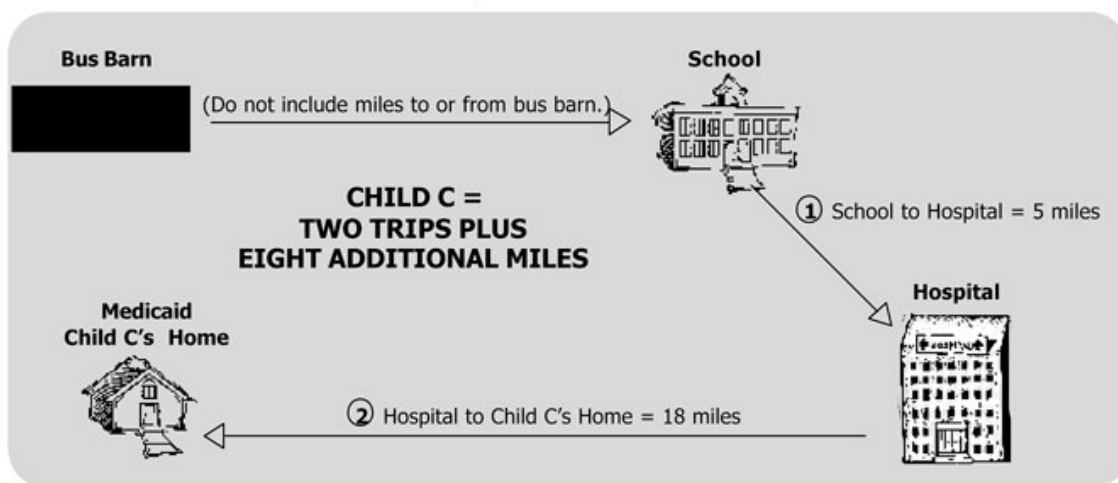 Bus Barn
School
(Do not include miles to or from bus barn.)
CHILD C =
TWO TRIPS PLUS
EIGHT ADDITIONAL MILES
① School to Hospital = 5 miles
Hospital
Medicaid
Child C's Home
② Hospital to Child C's Home = 18 miles